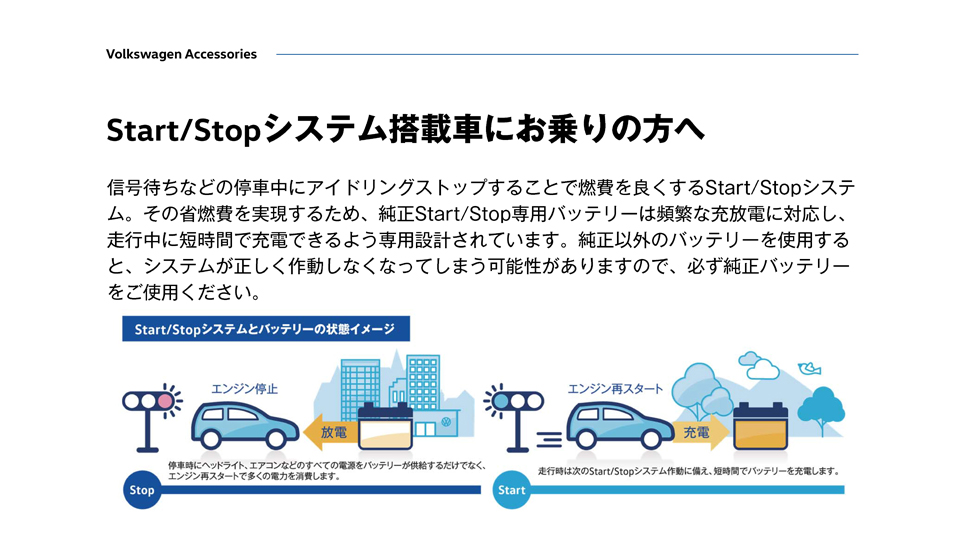 Volkswagen Accessories
Start/Stopシステム搭載車にお乗りの方へ
信号待ちなどの停車中にアイドリングストップすることで燃費を良くするStart/Stopシステ
ム。その省燃費を実現するため、純正Start/Stop専用バッテリーは頻繁な充放電に対応し、
走行中に短時間で充電できるよう専用設計されています。純正以外のバッテリーを使用する
と、システムが正しく作動しなくなってしまう可能性がありますので、必ず純正バッテリー
をご使用ください。
Start/Stopシステムとバッテリーの状態イメージ
エンジン停止
放電
停車時にヘッドライト、エアコンなどのすべての電源をバッテリーが供給するだけでなく、
エンジン再スタートで多くの電力を消費します。
Stop
エンジン再スタート
充電
走行時は次のStart/Stopシステム作動に備え、短時間でバッテリーを充電します。
Start